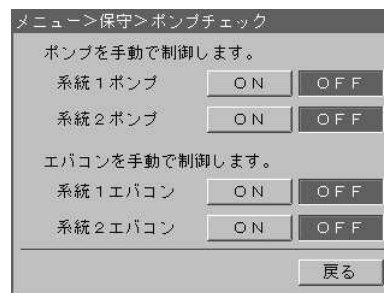 メニュー＞保守＞ポンプチェック
ポンプを手動で制御します。
系統１ポンプ ＯＮ ＯＦＦ
系統２ポンプ ＯＮ ＯＦＦ
エバコンを手動で制御します。
系統１エバコン ＯＮ ＯＦＦ
系統２エバコン ＯＮ ＯＦＦ
戻る